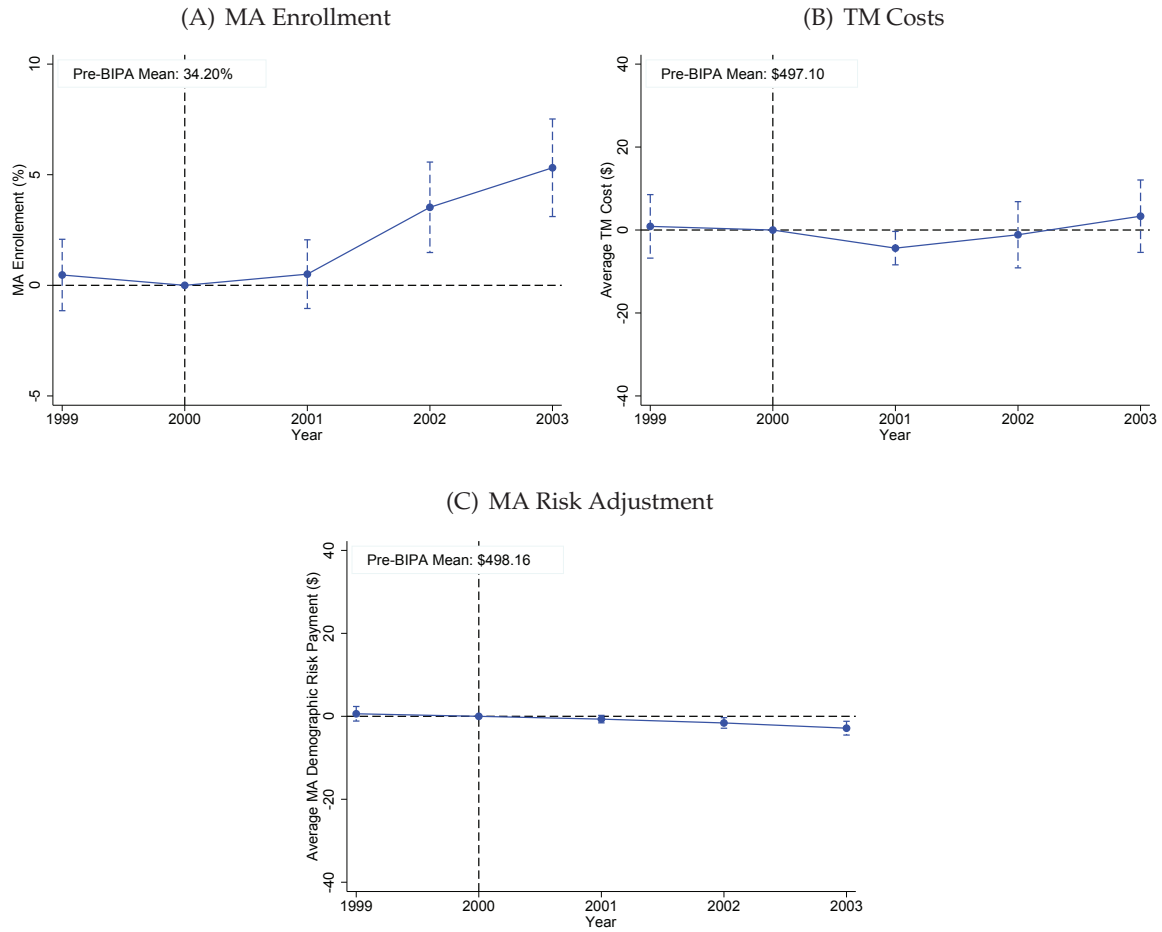 (A) MA Enrollment
Pre-BIPA Mean: 34.20%
MA Enrollement (%)
10
5
0
-5
1999 2000 2001 2002 2003
Year
(B) TM Costs
Pre-BIPA Mean: $497.10
Average TM Cost ($)
40
20
0
-20
-40
1999 2000 2001 2002 2003
Year
(C) MA Risk Adjustment
Pre-BIPA Mean: $498.16
Average MA Demographic Risk Payment ($)
40
20
0
-20
-40
1999 2000 2001 2002 2003
Year